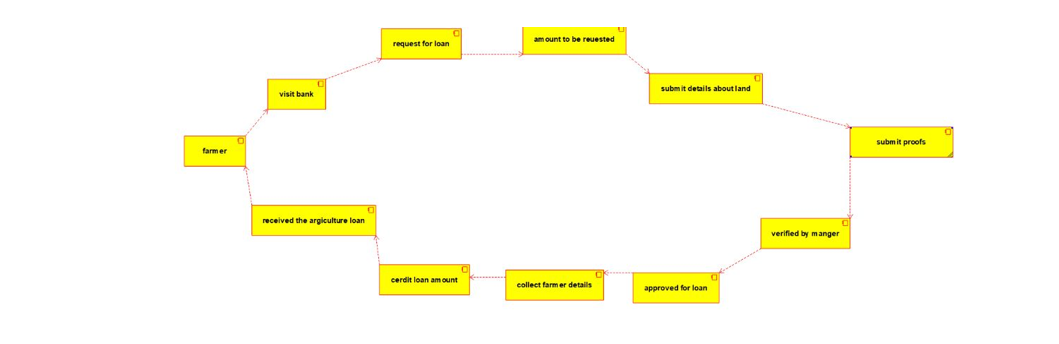 request for loan
amount to be reuested
visit bank
submit details about land
farmer
submit proofs
received the argiculture loan
verified by manger
cerdit loan amount
collect farmer details
approved for loan